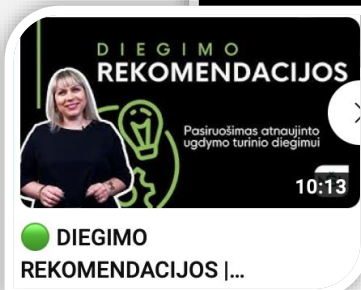 DIEGIMO
REKOMENDACIJOS
Pasiruošimas atnaujinto
ugdymo turinio diegimui
10:13
DIEGIMO
REKOMENDACIJOS |...